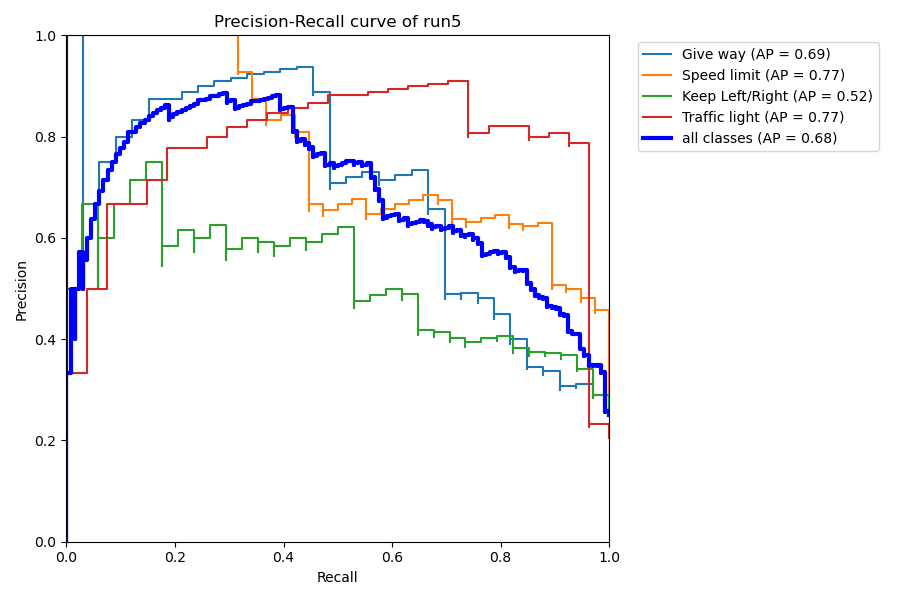 Precision-Recall curve of run5
1.0
0.8
0.6
0.4
0.2
0.0
Precision
0.0 0.2 0.4 0.6 0.8 1.0
Recall
Give way (AP = 0.69)
Speed limit (AP = 0.77)
Keep Left/Right (AP = 0.52)
Traffic light (AP = 0.77)
all classes (AP = 0.68)